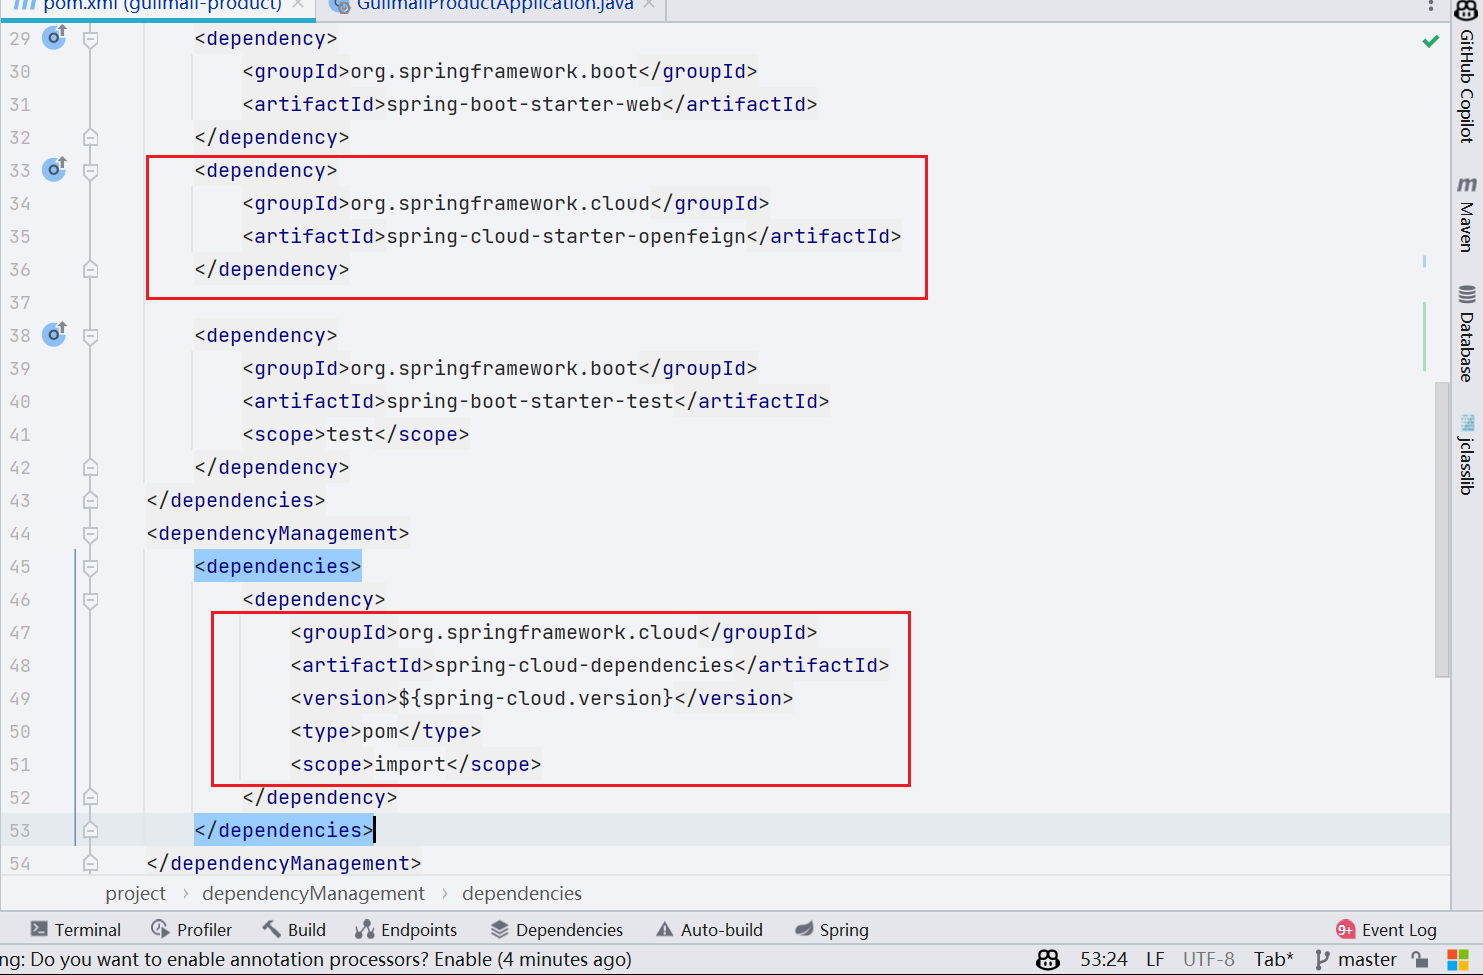 pom.xml (gulimall-product)
GulimallProductApplication.java
29 <dependency>
30 <groupId>org.springframework.boot</groupId>
31 <artifactId>spring-boot-starter-web</artifactId>
32 </dependency>
33 <dependency>
34 <groupId>org.springframework.cloud</groupId>
35 <artifactId>spring-cloud-starter-openfeign</artifactId>
36 </dependency>
37
38 <dependency>
39 <groupId>org.springframework.boot</groupId>
40 <artifactId>spring-boot-starter-test</artifactId>
41 <scope>test</scope>
42 </dependency>
43 </dependencies>
44 <dependencyManagement>
45 <dependencies>
46 <dependency>
47 <groupId>org.springframework.cloud</groupId>
48 <artifactId>spring-cloud-dependencies</artifactId>
49 <version>${spring-cloud.version}</version>
50 <type>pom</type>
51 <scope>import</scope>
52 </dependency>
53 </dependencies>
54 </dependencyManagement>
GitHub Copilot
Maven
Database
jclasslib
project › dependencyManagement › dependencies
Terminal Profiler Build Endpoints Dependencies Auto-build Spring 9+ Event Log
ng: Do you want to enable annotation processors? Enable (4 minutes ago) 53:24 LF UTF-8 Tab* master